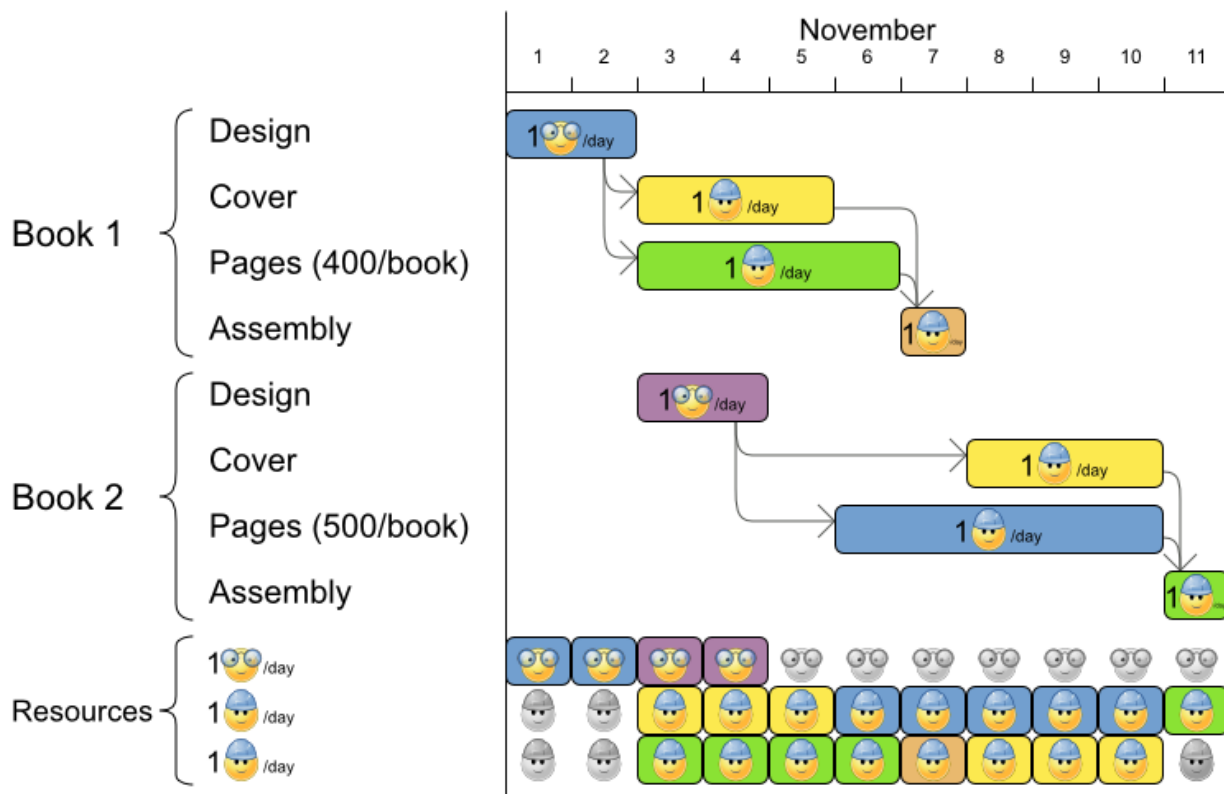 November
1 2 3 4 5 6 7 8 9 10 11
Book 1
Design
1 /day
Cover
1 /day
Pages (400/book)
1 /day
Assembly
1 /day
Book 2
Design
1 /day
Cover
1 /day
Pages (500/book)
1 /day
Assembly
1 /day
Resources
1 /day
1 /day
1 /day